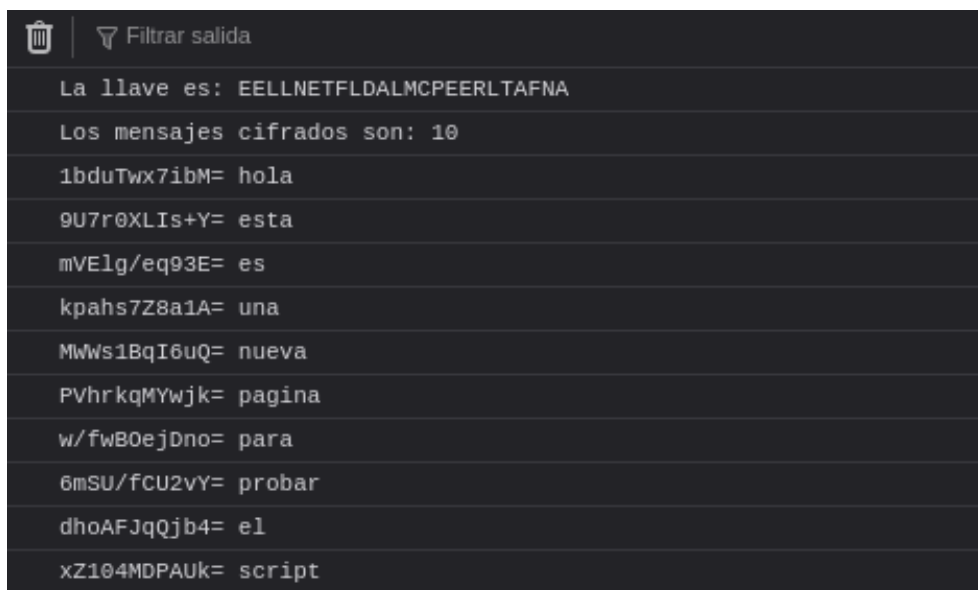 Filtrar salida
La llave es: EELLNETFLDALMCPEERLTAFNA
Los mensajes cifrados son: 10
1bduTwx7ibM= hola
9U7r0XLIs+Y= esta
mVElg/eq93E= es
kpahs7Z8a1A= una
MWWs1BqI6uQ= nueva
PVhrkqMYwjk= pagina
w/fwBOejDno= para
6mSU/fCU2vY= probar
dhoAFJqQjb4= el
xZ104MDPAUk= script